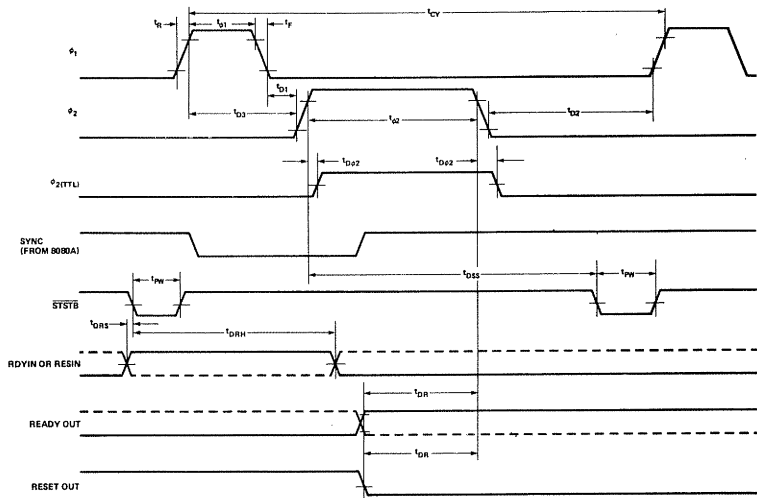 tCY
tR tϕ1 tF
ϕ1
tD1
tD3 tD2
ϕ2 tϕ2
tDϕ2 tDϕ2
ϕ2(TTL)
SYNC
(FROM 8080A)
tDSS
tPW tPW
STSTB
tDRS tDRH
RDYIN OR RESIN
tDR
READY OUT
tDR
RESET OUT